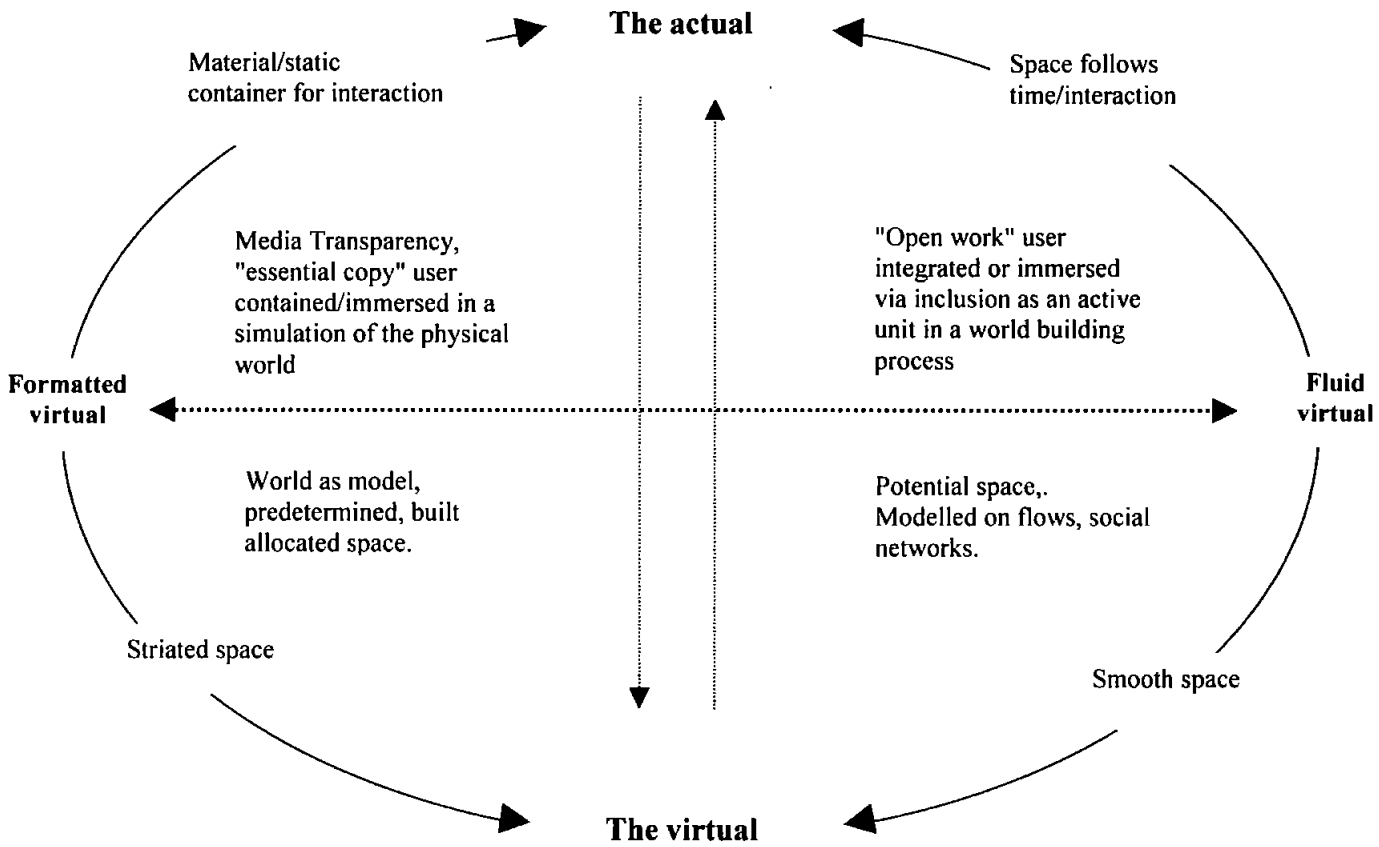 The actual
Material/static
container for interaction
Space follows
time/interaction
Media Transparency,
"essential copy" user
contained/immersed in a
simulation of the physical
world
"Open work" user
integrated or immersed
via inclusion as an active
unit in a world building
process
Formatted
virtual
Fluid
virtual
World as model,
predetermined, built
allocated space.
Potential space,.
Modelled on flows, social
networks.
Striated space
Smooth space
The virtual